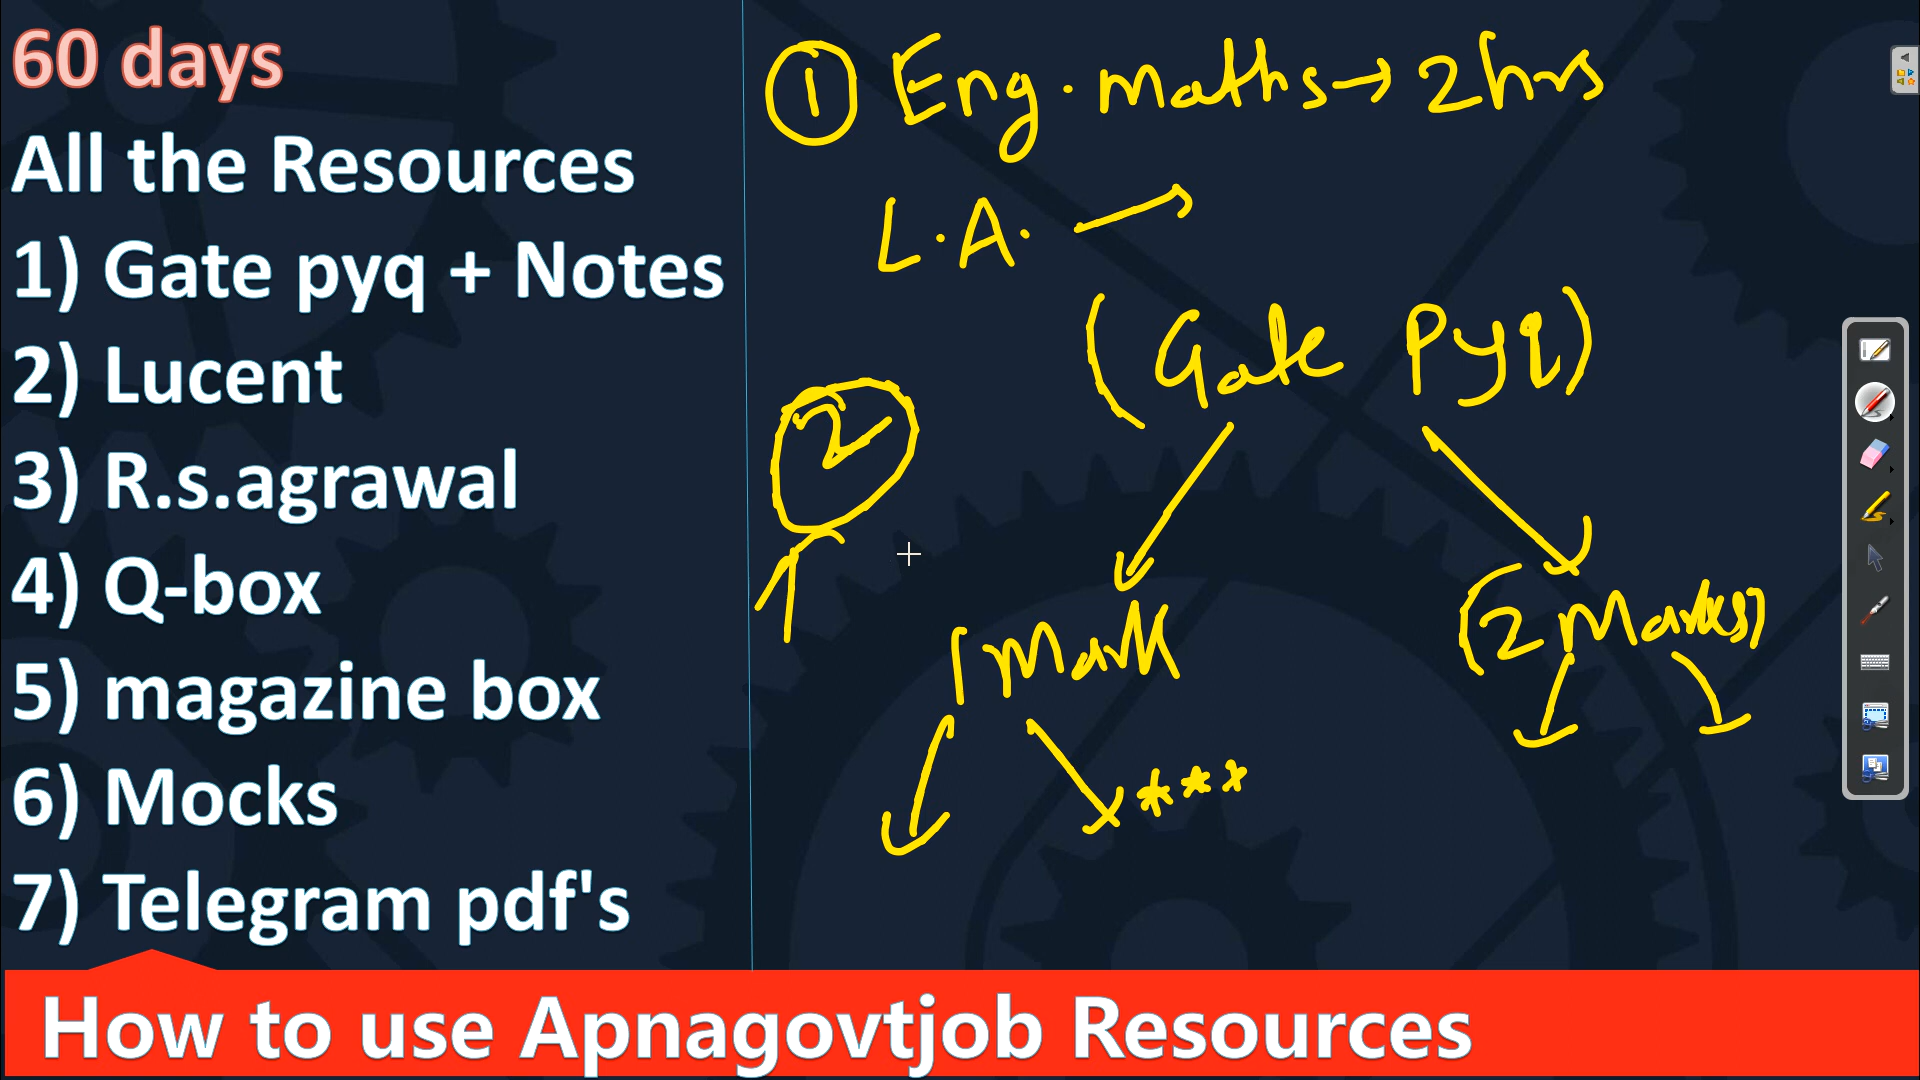 60 days
All the Resources
1) Gate pyq + Notes
2) Lucent
3) R.s.agrawal
4) Q-box
5) magazine box
6) Mocks
7) Telegram pdf's
① Eng. maths → 2 hrs
L.A. →
(Gate Pyq)
②
1 Mark
(2 Marks)
***
How to use Apnagovtjob Resources